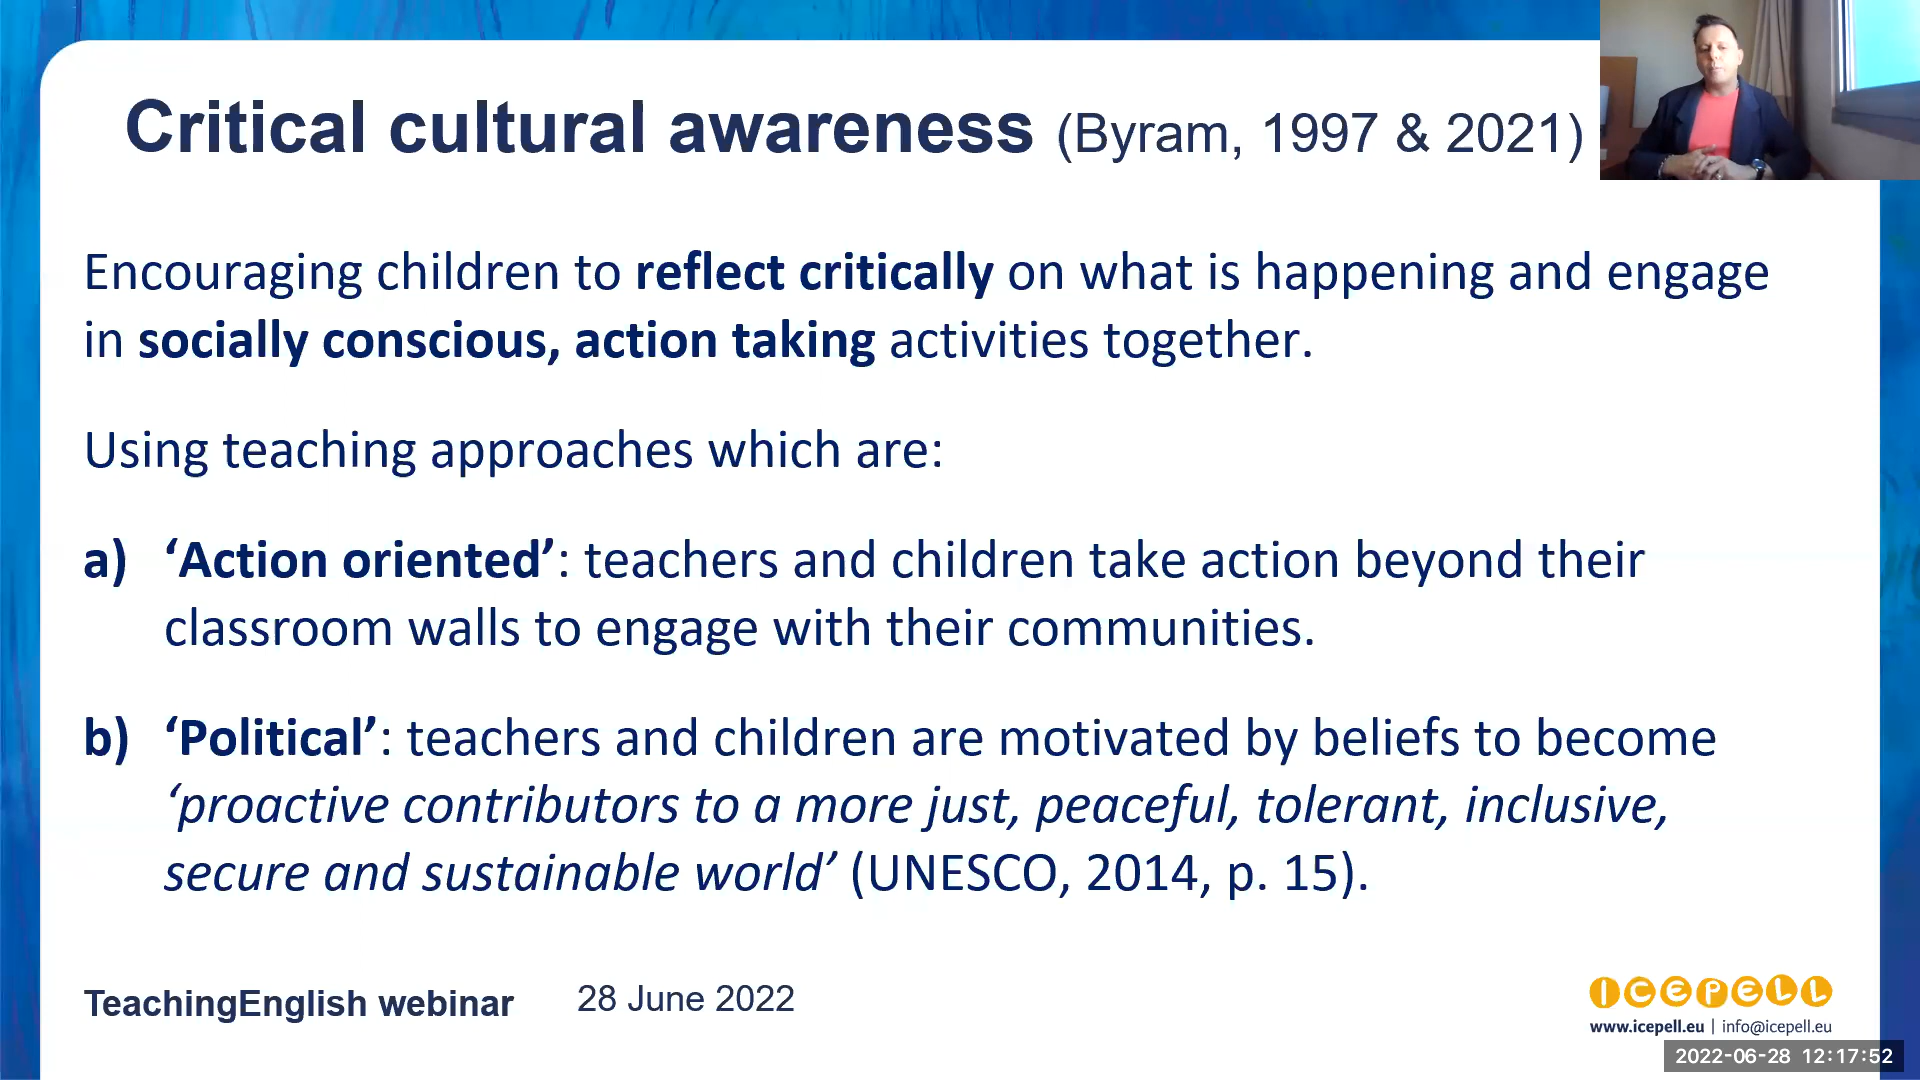 Critical cultural awareness (Byram, 1997 & 2021)
Encouraging children to reflect critically on what is happening and engage
in socially conscious, action taking activities together.
Using teaching approaches which are:
a) ‘Action oriented’: teachers and children take action beyond their
classroom walls to engage with their communities.
b) ‘Political’: teachers and children are motivated by beliefs to become
‘proactive contributors to a more just, peaceful, tolerant, inclusive,
secure and sustainable world’ (UNESCO, 2014, p. 15).
TeachingEnglish webinar 28 June 2022
ICEPELL
www.icepell.eu | info@icepell.eu
2022-06-28 12:17:52